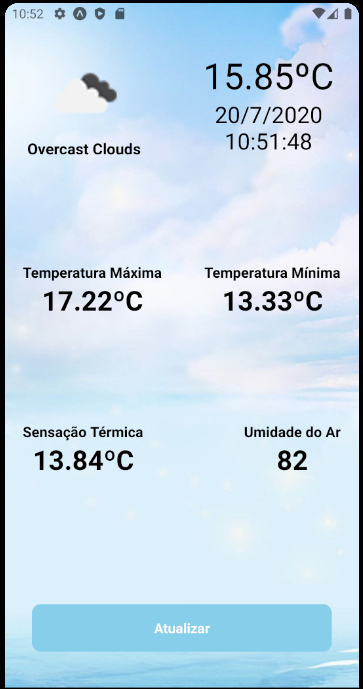 10:52
15.85ºC
20/7/2020
10:51:48
Overcast Clouds
Temperatura Máxima
17.22ºC
Temperatura Mínima
13.33ºC
Sensação Térmica
13.84ºC
Umidade do Ar
82
Atualizar